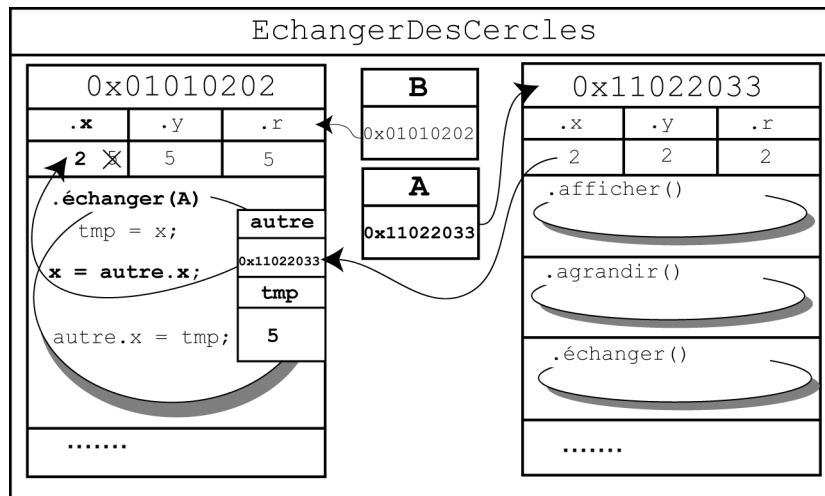 EchangerDesCercles
0x01010202
.x .y .r
2 5 5 5
.échanger(A)
tmp = x;
x = autre.x;
autre.x = tmp;
autre
0x11022033
tmp
5
.......
B
0x01010202
A
0x11022033
0x11022033
.x .y .r
2 2 2
.afficher()
.agrandir()
.échanger()
.......